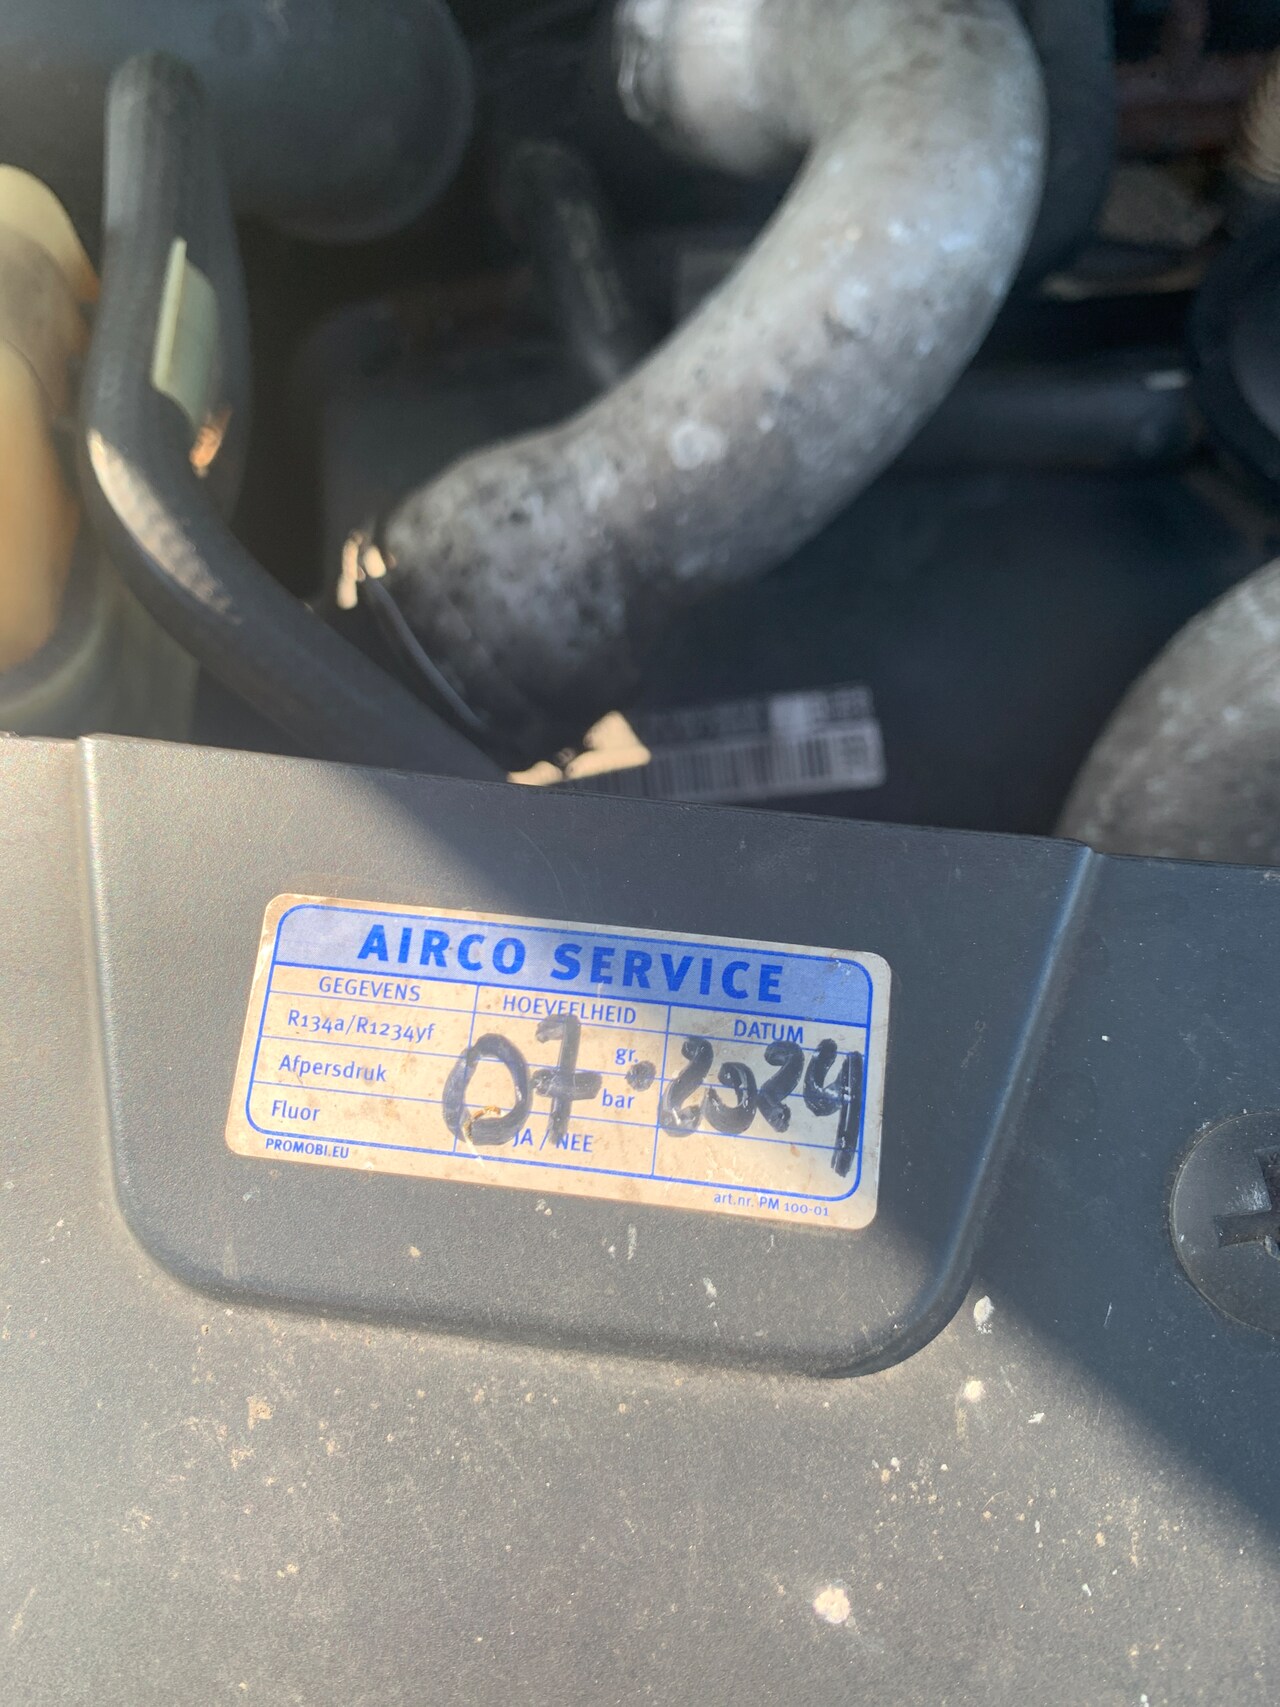 AIRCO SERVICE
GEGEVENS HOEVEELHEID DATUM
R134a/R1234yf gr.
Afpersdruk bar
07.2024
Fluor JA / NEE
PROMOBI.EU
art.nr. PM 100-01